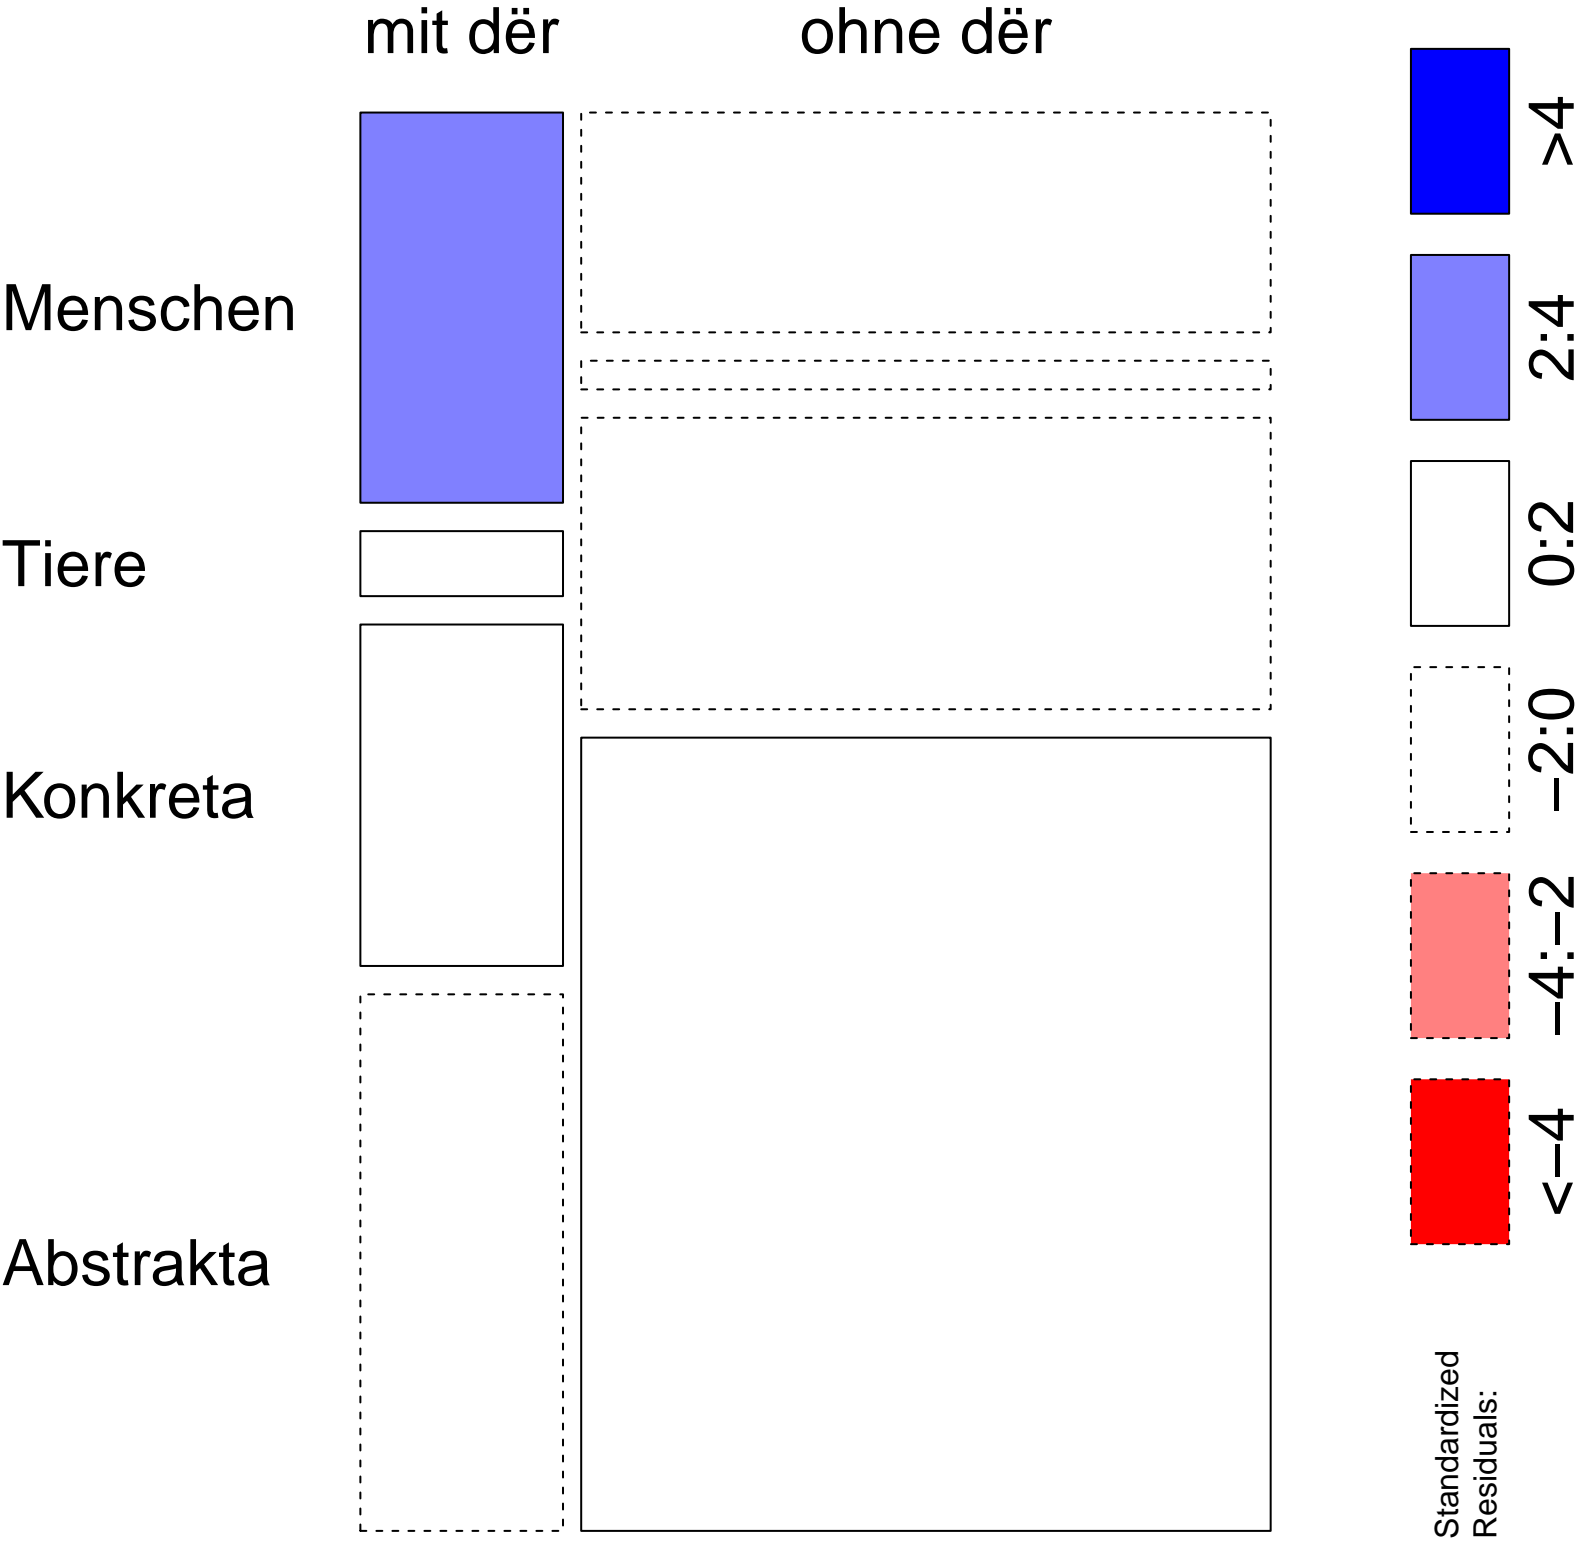 mit dër
ohne dër
Menschen
Tiere
Konkreta
Abstrakta
>4
2:4
0:2
−2:0
−4:−2
<−4
Standardized
Residuals: